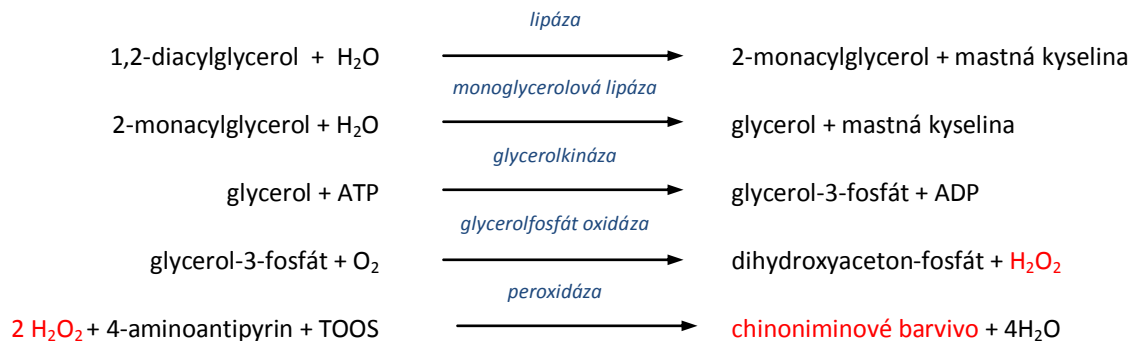 lipáza
1,2-diacylglycerol + H₂O 2-monacylglycerol + mastná kyselina
monoglycerolová lipáza
2-monacylglycerol + H₂O glycerol + mastná kyselina
glycerolkináza
glycerol + ATP glycerol-3-fosfát + ADP
glycerolfosfát oxidáza
glycerol-3-fosfát + O₂ dihydroxyaceton-fosfát + H₂O₂
peroxidáza
2 H₂O₂ + 4-aminoantipyrin + TOOS chinoniminové barvivo + 4H₂O